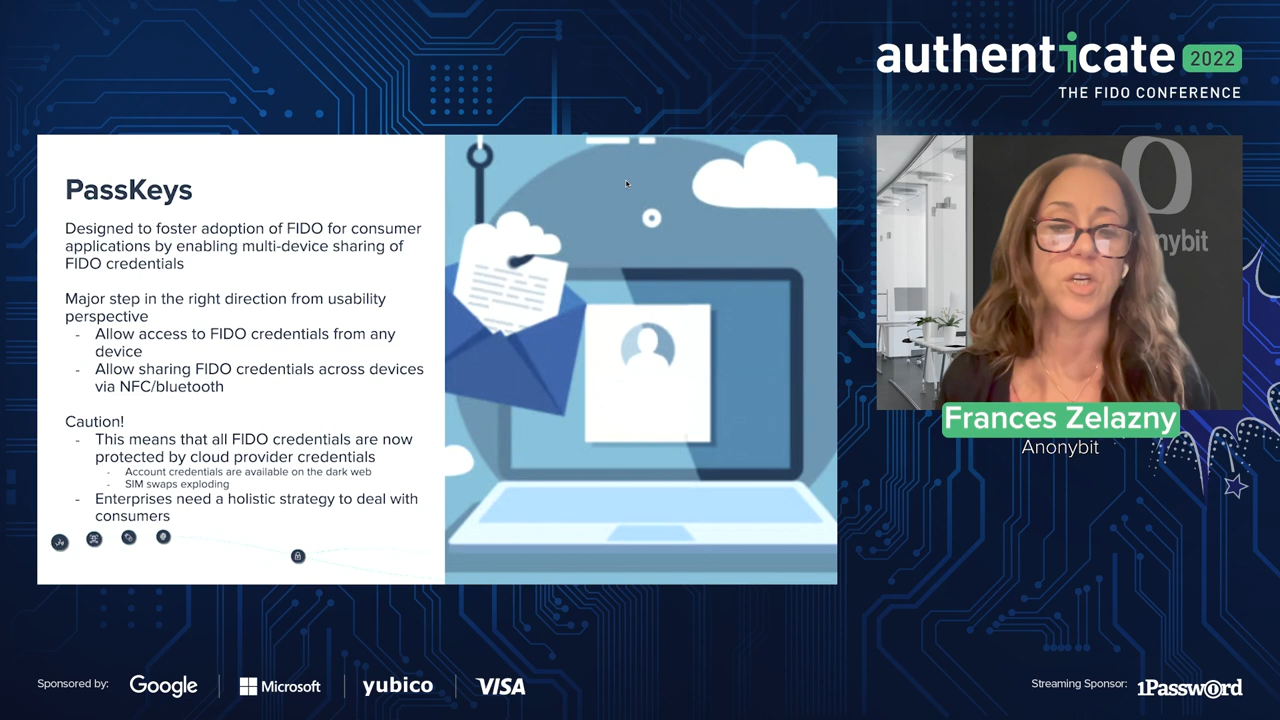 authenticate 2022
THE FIDO CONFERENCE
PassKeys
Designed to foster adoption of FIDO for consumer
applications by enabling multi-device sharing of
FIDO credentials
Major step in the right direction from usability
perspective
- Allow access to FIDO credentials from any
device
- Allow sharing FIDO credentials across devices
via NFC/bluetooth
Caution!
- This means that all FIDO credentials are now
protected by cloud provider credentials
- Account credentials are available on the dark web
- SIM swaps exploding
- Enterprises need a holistic strategy to deal with
consumers
nybit
Frances Zelazny
Anonybit
Sponsored by: Google Microsoft yubico VISA
Streaming Sponsor: 1Password